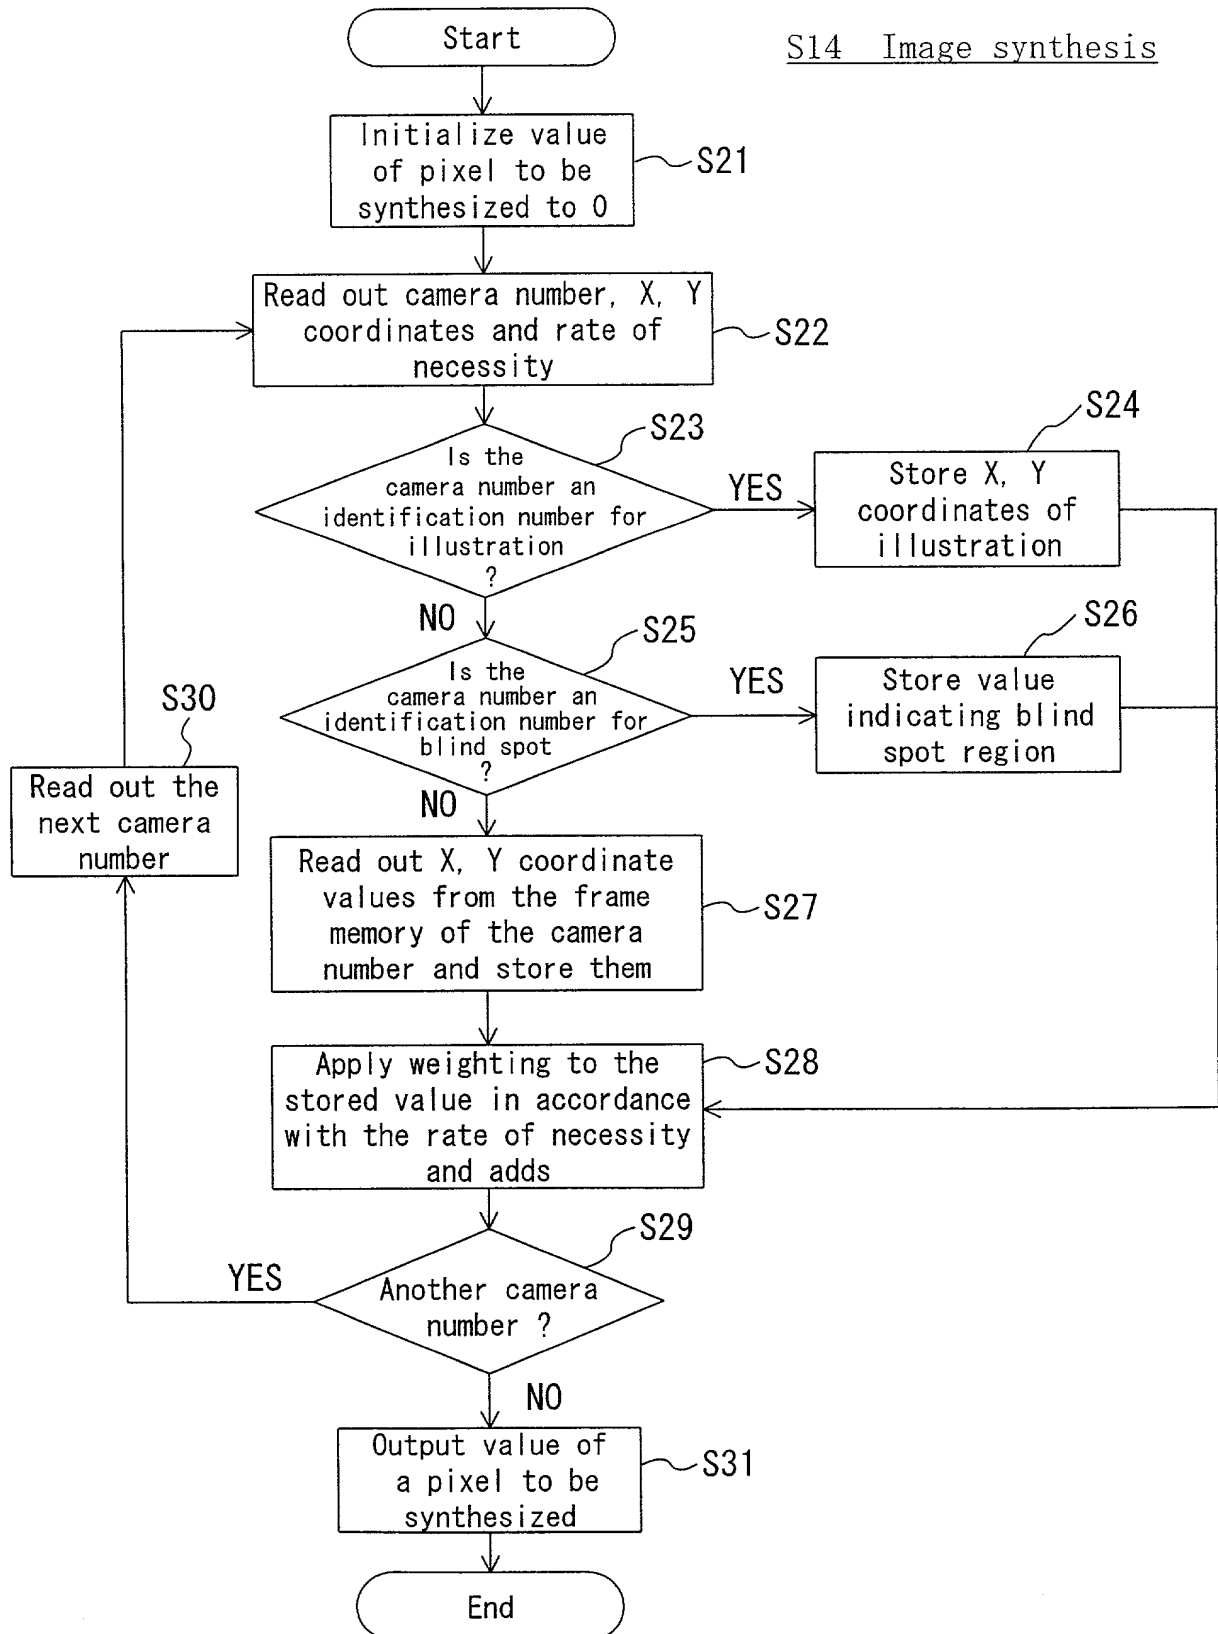 Start
S14 Image synthesis
Initialize value
of pixel to be
synthesized to 0
S21
Read out camera number, X, Y
coordinates and rate of
necessity
S22
Is the
camera number an
identification number for
illustration
?
S23
YES
Store X, Y
coordinates of
illustration
S24
NO
Is the
camera number an
identification number for
blind spot
?
S25
YES
Store value
indicating blind
spot region
S26
S30
Read out the
next camera
number
NO
Read out X, Y coordinate
values from the frame
memory of the camera
number and store them
S27
Apply weighting to the
stored value in accordance
with the rate of necessity
and adds
S28
YES
Another camera
number ?
S29
NO
Output value of
a pixel to be
synthesized
S31
End